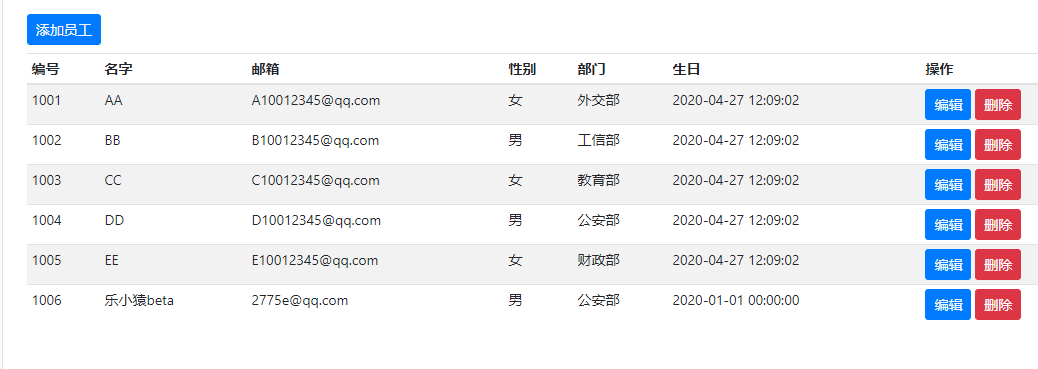 添加员工
编号 名字 邮箱 性别 部门 生日 操作
1001 AA A10012345@qq.com 女 外交部 2020-04-27 12:09:02 编辑 删除
1002 BB B10012345@qq.com 男 工信部 2020-04-27 12:09:02 编辑 删除
1003 CC C10012345@qq.com 女 教育部 2020-04-27 12:09:02 编辑 删除
1004 DD D10012345@qq.com 男 公安部 2020-04-27 12:09:02 编辑 删除
1005 EE E10012345@qq.com 女 财政部 2020-04-27 12:09:02 编辑 删除
1006 乐小猿beta 2775e@qq.com 男 公安部 2020-01-01 00:00:00 编辑 删除